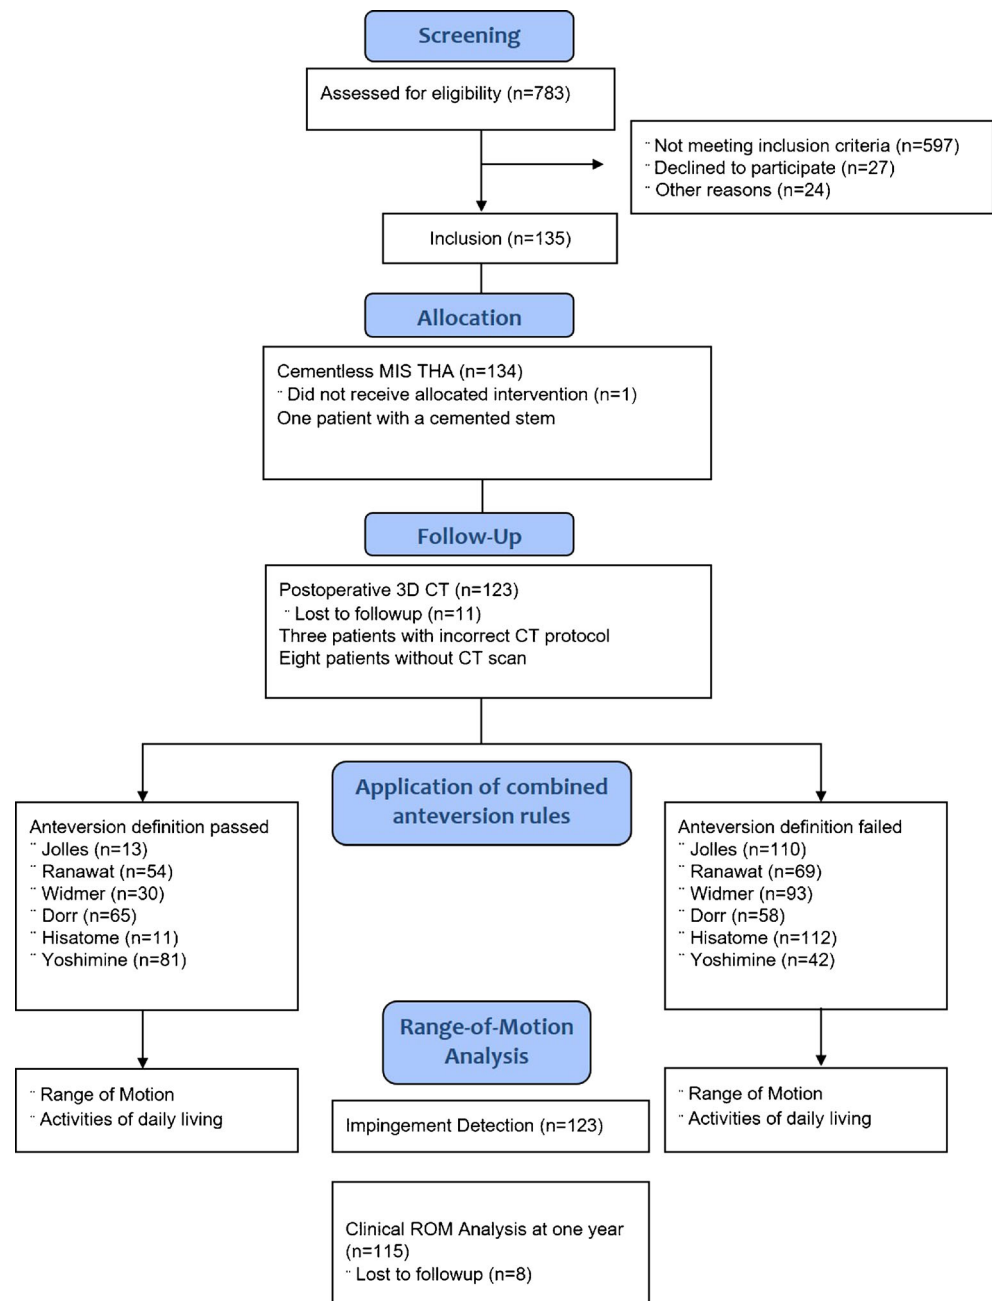 Screening
Assessed for eligibility (n=783)
¨ Not meeting inclusion criteria (n=597)
¨ Declined to participate (n=27)
¨ Other reasons (n=24)
Inclusion (n=135)
Allocation
Cementless MIS THA (n=134)
¨ Did not receive allocated intervention (n=1)
One patient with a cemented stem
Follow-Up
Postoperative 3D CT (n=123)
¨ Lost to followup (n=11)
Three patients with incorrect CT protocol
Eight patients without CT scan
Application of combined
anteversion rules
Anteversion definition passed
¨ Jolles (n=13)
¨ Ranawat (n=54)
¨ Widmer (n=30)
¨ Dorr (n=65)
¨ Hisatome (n=11)
¨ Yoshimine (n=81)
Anteversion definition failed
¨ Jolles (n=110)
¨ Ranawat (n=69)
¨ Widmer (n=93)
¨ Dorr (n=58)
¨ Hisatome (n=112)
¨ Yoshimine (n=42)
Range-of-Motion
Analysis
¨ Range of Motion
¨ Activities of daily living
Impingement Detection (n=123)
¨ Range of Motion
¨ Activities of daily living
Clinical ROM Analysis at one year
(n=115)
¨ Lost to followup (n=8)